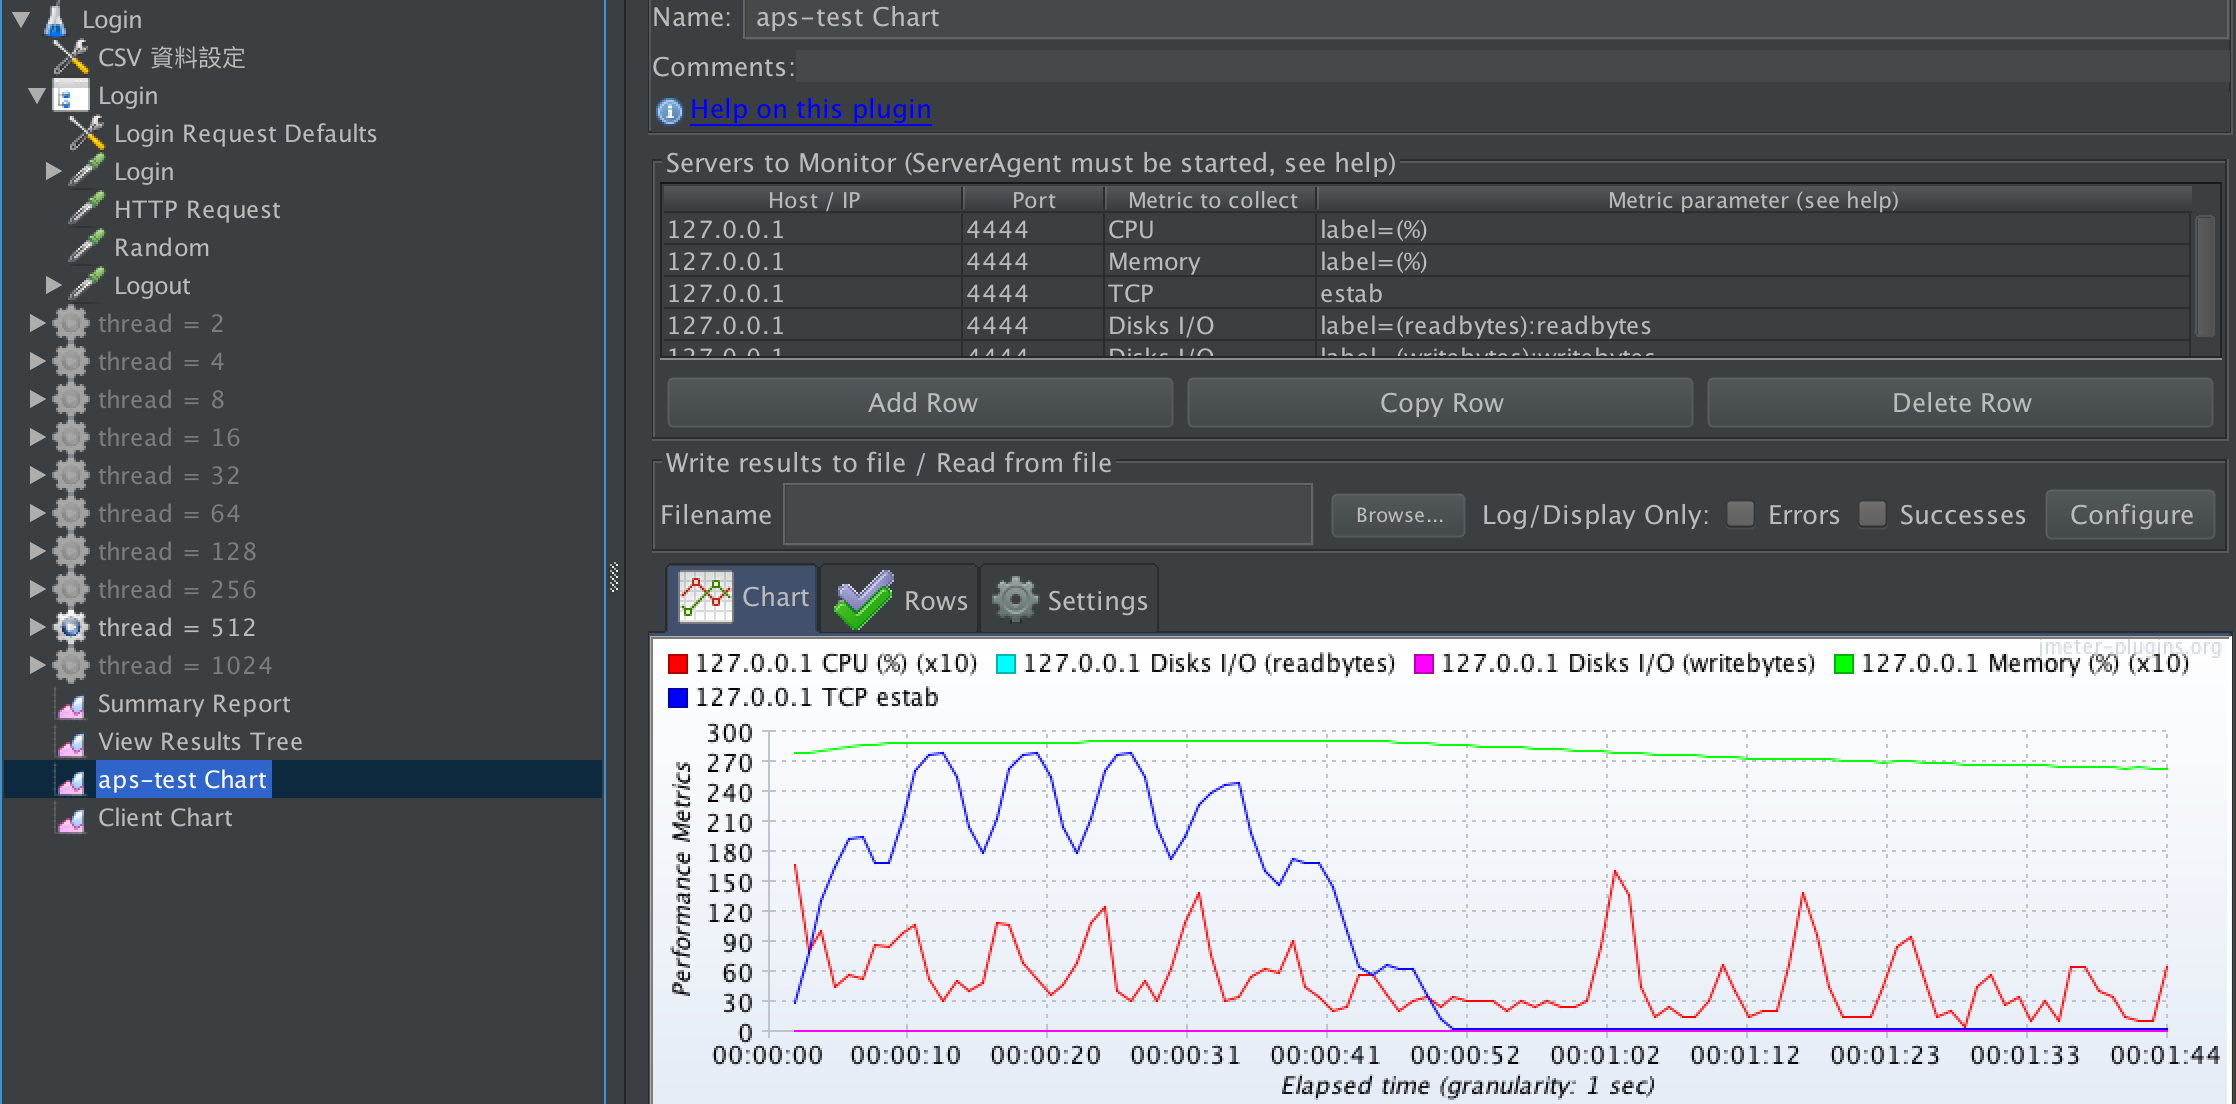 Login
CSV 資料設定
Login
Login Request Defaults
Login
HTTP Request
Random
Logout
thread = 2
thread = 4
thread = 8
thread = 16
thread = 32
thread = 64
thread = 128
thread = 256
thread = 512
thread = 1024
Summary Report
View Results Tree
aps-test Chart
Client Chart
Name: aps-test Chart
Comments:
Help on this plugin
Servers to Monitor (ServerAgent must be started, see help)
Host / IP Port Metric to collect Metric parameter (see help)
127.0.0.1 4444 CPU label=(%)
127.0.0.1 4444 Memory label=(%)
127.0.0.1 4444 TCP estab
127.0.0.1 4444 Disks I/O label=(readbytes):readbytes
127.0.0.1 4444 Disks I/O label=(writebytes):writebytes
Add Row Copy Row Delete Row
Write results to file / Read from file
Filename Browse... Log/Display Only: Errors Successes Configure
Chart Rows Settings
jmeter-plugins.org
127.0.0.1 CPU (%) (x10) 127.0.0.1 Disks I/O (readbytes) 127.0.0.1 Disks I/O (writebytes) 127.0.0.1 Memory (%) (x10)
127.0.0.1 TCP estab
Performance Metrics
300
270
240
210
180
150
120
90
60
30
0
00:00:00 00:00:10 00:00:20 00:00:31 00:00:41 00:00:52 00:01:02 00:01:12 00:01:23 00:01:33 00:01:44
Elapsed time (granularity: 1 sec)